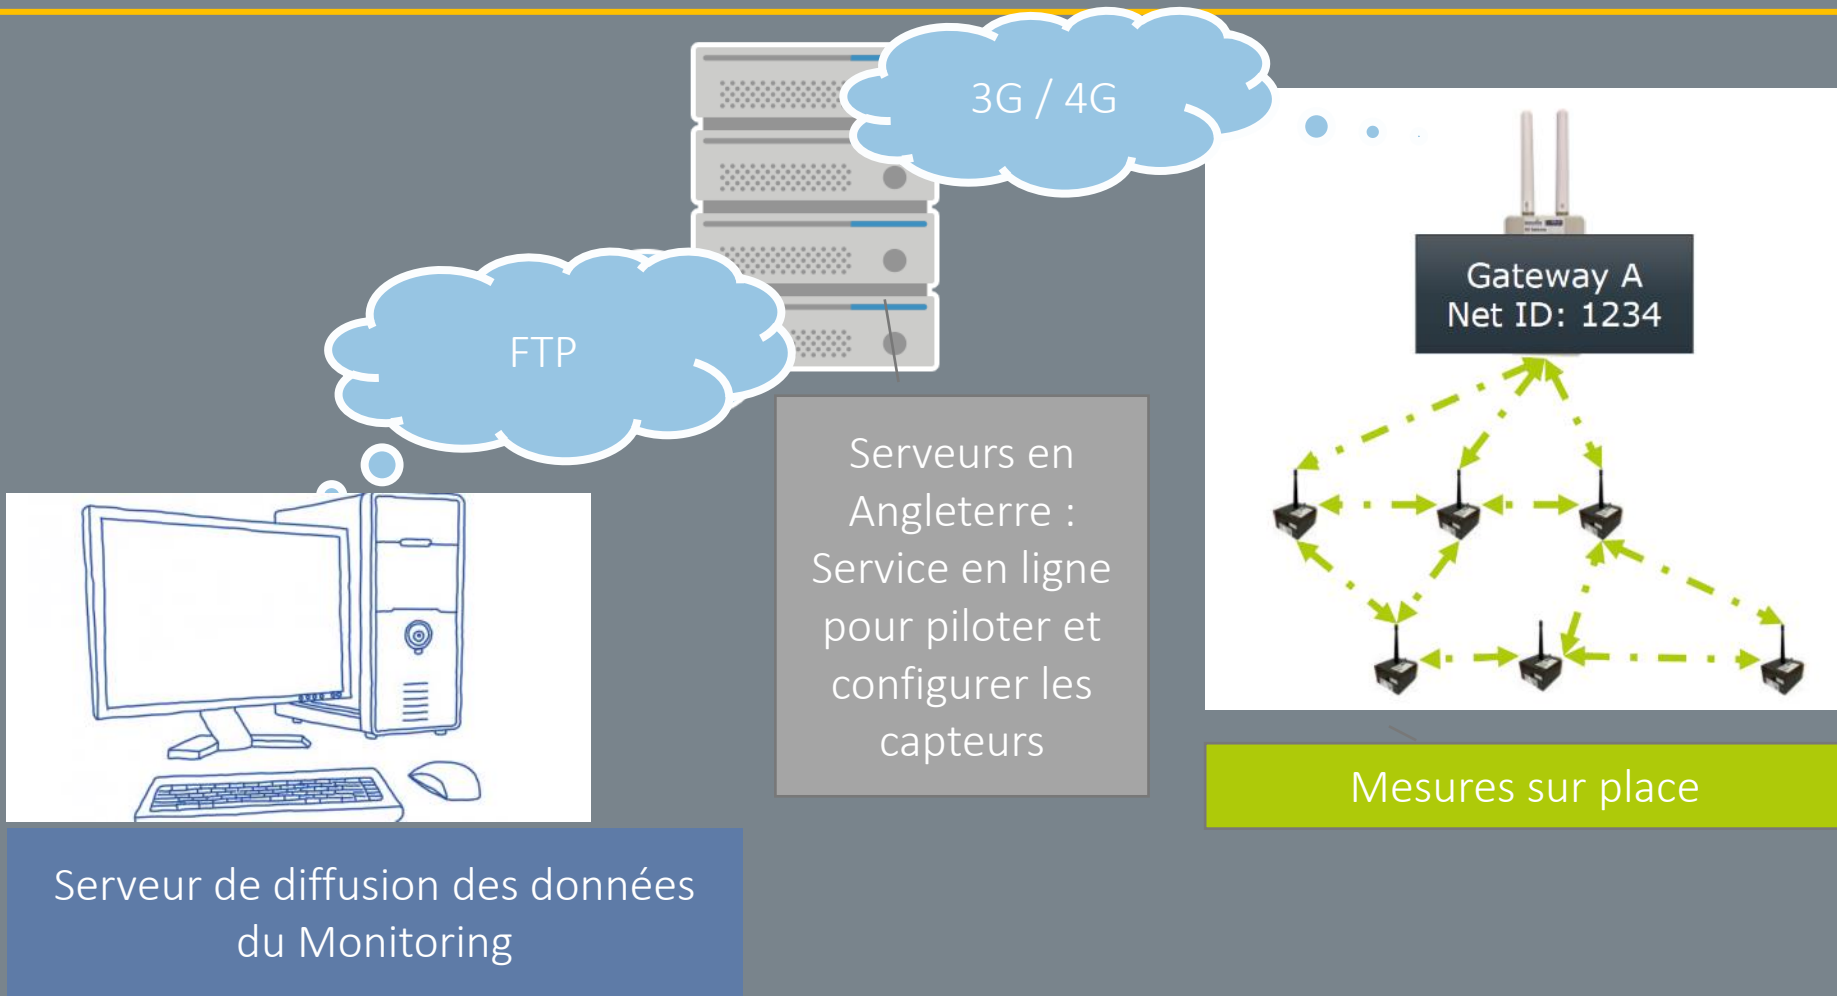 3G / 4G
FTP
Gateway A
Net ID: 1234
Serveurs en
Angleterre :
Service en ligne
pour piloter et
configurer les
capteurs
Mesures sur place
Serveur de diffusion des données
du Monitoring